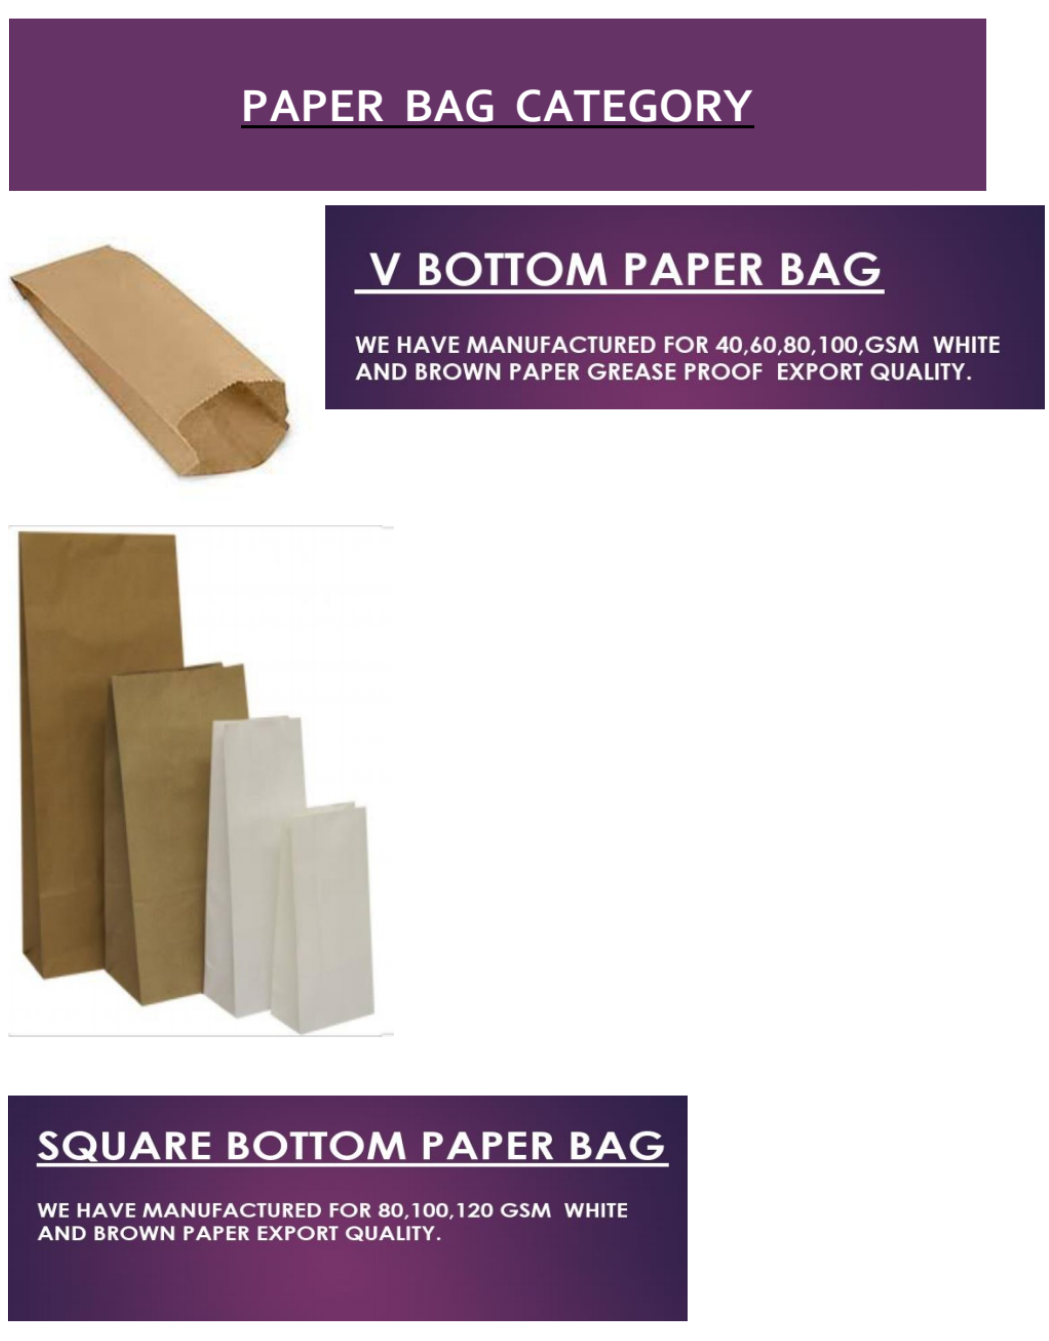 PAPER BAG CATEGORY
V BOTTOM PAPER BAG
WE HAVE MANUFACTURED FOR 40,60,80,100,GSM WHITE
AND BROWN PAPER GREASE PROOF EXPORT QUALITY.
SQUARE BOTTOM PAPER BAG
WE HAVE MANUFACTURED FOR 80,100,120 GSM WHITE
AND BROWN PAPER EXPORT QUALITY.